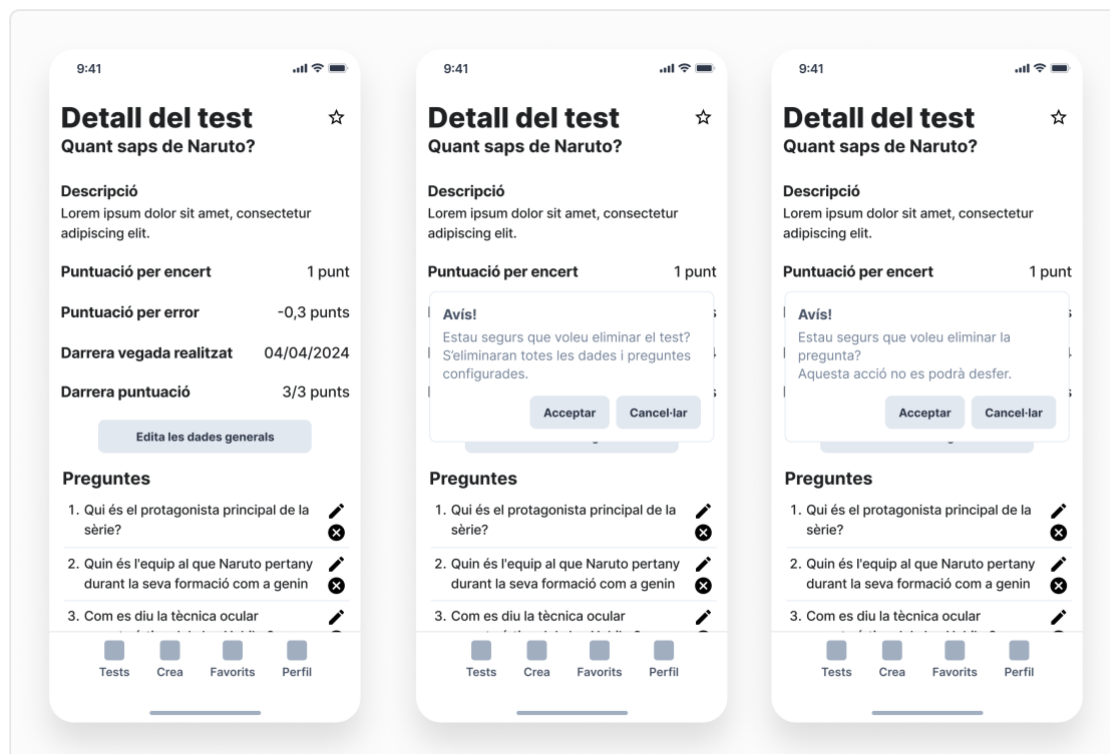 9:41
Detall del test
Quant saps de Naruto?
Descripció
Lorem ipsum dolor sit amet, consectetur
adipiscing elit.
Puntuació per encert 1 punt
Puntuació per error -0,3 punts
Darrera vegada realitzat 04/04/2024
Darrera puntuació 3/3 punts
Edita les dades generals
Preguntes
1. Qui és el protagonista principal de la
sèrie?
2. Quin és l'equip al que Naruto pertany
durant la seva formació com a genin
3. Com es diu la tècnica ocular
Tests Crea Favorits Perfil
9:41
Detall del test
Quant saps de Naruto?
Descripció
Lorem ipsum dolor sit amet, consectetur
adipiscing elit.
Puntuació per encert 1 punt
Avís!
Estau segurs que voleu eliminar el test?
S'eliminaran totes les dades i preguntes
configurades.
Acceptar Cancel·lar
Preguntes
1. Qui és el protagonista principal de la
sèrie?
2. Quin és l'equip al que Naruto pertany
durant la seva formació com a genin
3. Com es diu la tècnica ocular
Tests Crea Favorits Perfil
9:41
Detall del test
Quant saps de Naruto?
Descripció
Lorem ipsum dolor sit amet, consectetur
adipiscing elit.
Puntuació per encert 1 punt
Avís!
Estau segurs que voleu eliminar la
pregunta?
Aquesta acció no es podrà desfer.
Acceptar Cancel·lar
Preguntes
1. Qui és el protagonista principal de la
sèrie?
2. Quin és l'equip al que Naruto pertany
durant la seva formació com a genin
3. Com es diu la tècnica ocular
Tests Crea Favorits Perfil